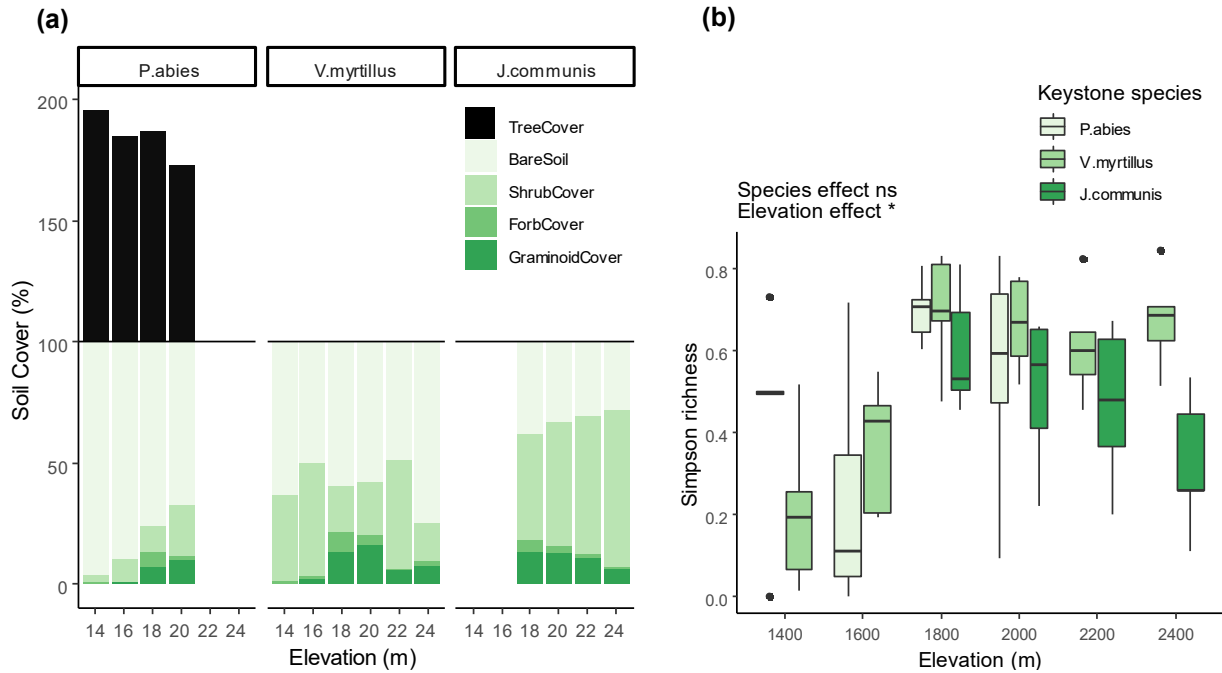 (a)
P.abies
V.myrtillus
J.communis
200
150
100
50
0
Soil Cover (%)
TreeCover
BareSoil
ShrubCover
ForbCover
GraminoidCover
14 16 18 20 22 24
14 16 18 20 22 24
14 16 18 20 22 24
Elevation (m)
(b)
Keystone species
P.abies
V.myrtillus
J.communis
Species effect ns
Elevation effect *
0.8
0.6
0.4
0.2
0.0
Simpson richness
1400 1600 1800 2000 2200 2400
Elevation (m)